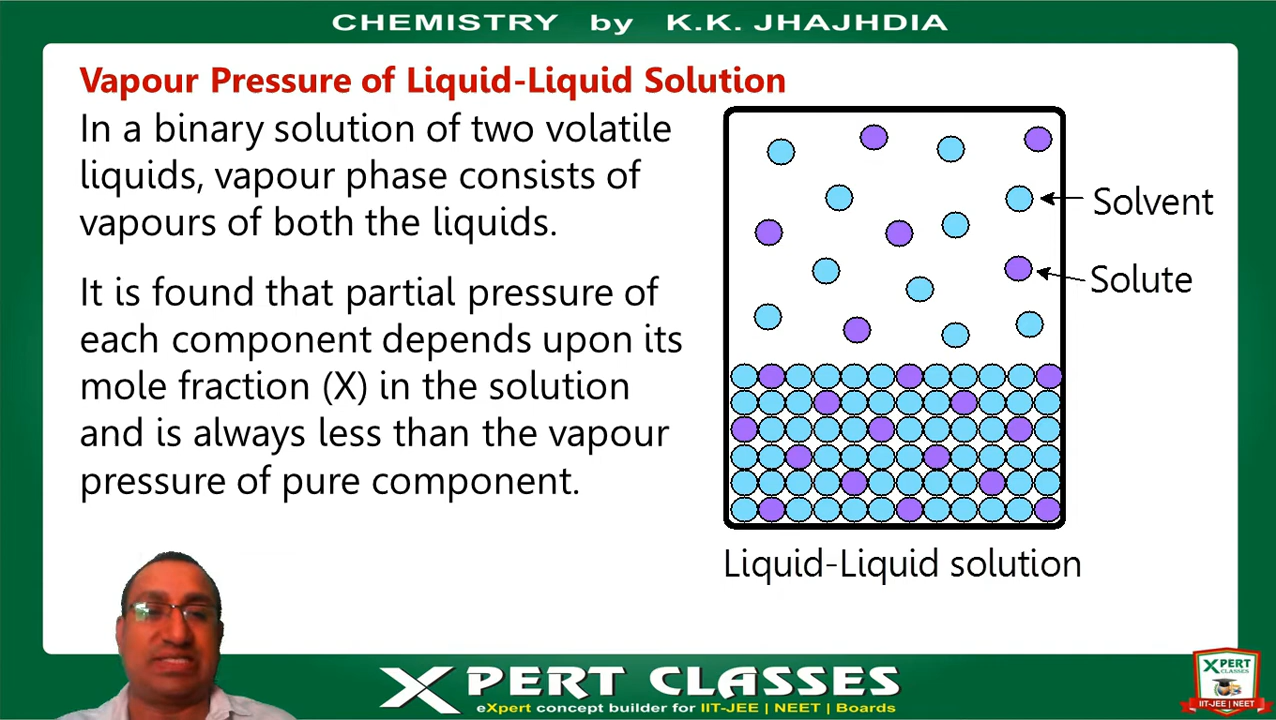 CHEMISTRY by K.K. JHAJHDIA
Vapour Pressure of Liquid-Liquid Solution
In a binary solution of two volatile
liquids, vapour phase consists of
vapours of both the liquids.
It is found that partial pressure of
each component depends upon its
mole fraction (X) in the solution
and is always less than the vapour
pressure of pure component.
Solvent
Solute
Liquid-Liquid solution
XPERT CLASSES
eXpert concept builder for IIT-JEE | NEET | Boards
XPERT
CLASSES
IIT-JEE | NEET